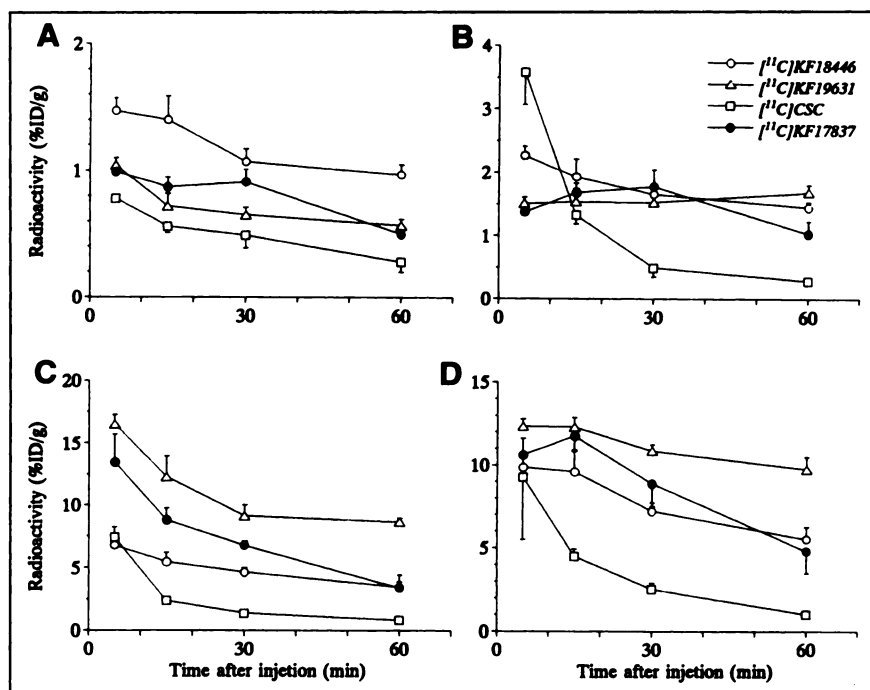 A
B
2
1
0
0
30
60
Radioactivity (%ID/g)
4
3
2
1
0
0
30
60
[¹¹C]KF18446
[¹¹C]KF19631
[¹¹C]CSC
[¹¹C]KF17837
C
D
20
15
10
5
0
0
30
60
Radioactivity (%ID/g)
Time after injetion (min)
15
10
5
0
0
30
60
Time after injetion (min)